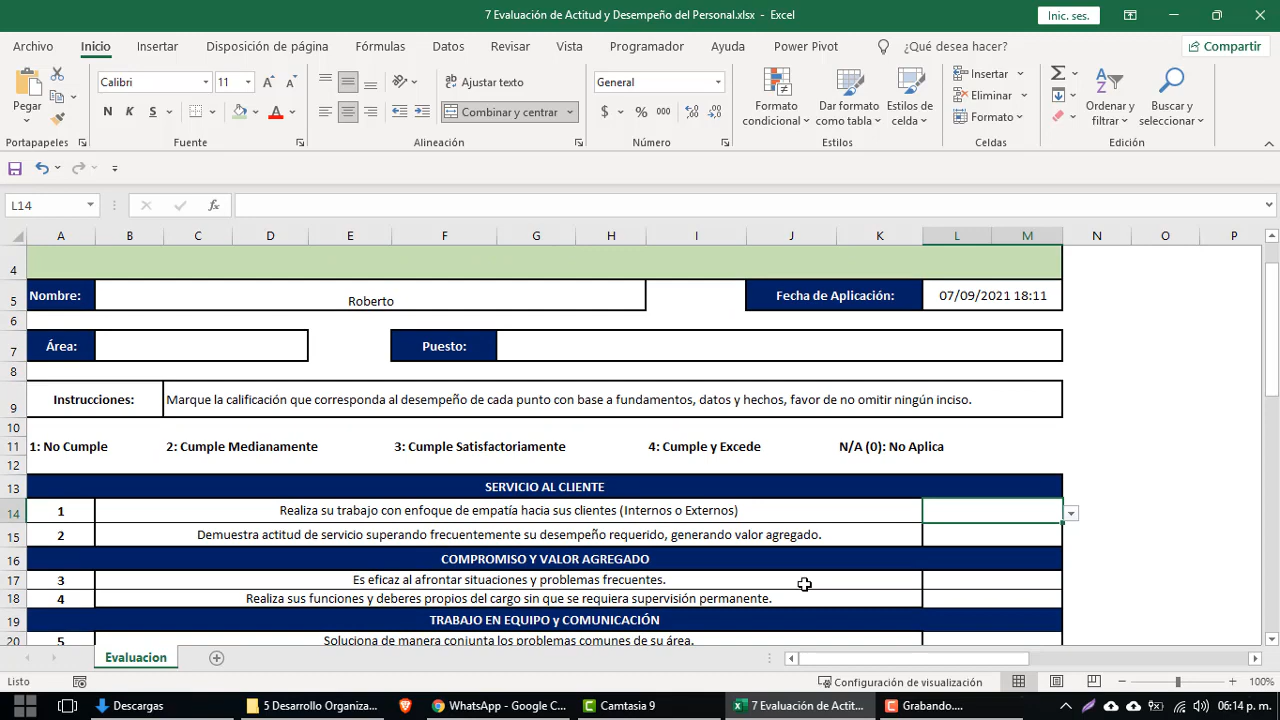 7 Evaluación de Actitud y Desempeño del Personal.xlsx - Excel
Inic. ses.
Archivo Inicio Insertar Disposición de página Fórmulas Datos Revisar Vista Programador Ayuda Power Pivot ¿Qué desea hacer? Compartir
Pegar
Calibri 11
N K S
Ajustar texto
Combinar y centrar
General
$ % 000
Formato condicional
Dar formato como tabla
Estilos de celda
Insertar
Eliminar
Formato
Ordenar y filtrar
Buscar y seleccionar
Portapapeles Fuente Alineación Número Estilos Celdas Edición
L14
fx
A B C D E F G H I J K L M N O P
4
5 Nombre: Roberto Fecha de Aplicación: 07/09/2021 18:11
6
7 Área: Puesto:
8
9 Instrucciones: Marque la calificación que corresponda al desempeño de cada punto con base a fundamentos, datos y hechos, favor de no omitir ningún inciso.
10
11 1: No Cumple 2: Cumple Medianamente 3: Cumple Satisfactoriamente 4: Cumple y Excede N/A (0): No Aplica
12
13 SERVICIO AL CLIENTE
14 1 Realiza su trabajo con enfoque de empatía hacia sus clientes (Internos o Externos)
15 2 Demuestra actitud de servicio superando frecuentemente su desempeño requerido, generando valor agregado.
16 COMPROMISO Y VALOR AGREGADO
17 3 Es eficaz al afrontar situaciones y problemas frecuentes.
18 4 Realiza sus funciones y deberes propios del cargo sin que se requiera supervisión permanente.
19 TRABAJO EN EQUIPO y COMUNICACIÓN
20 5 Soluciona de manera conjunta los problemas comunes de su área.
Evaluacion
Listo Configuración de visualización 100%
Descargas 5 Desarrollo Organiza... WhatsApp - Google C... Camtasia 9 7 Evaluación de Actit... Grabando.... 06:14 p. m.